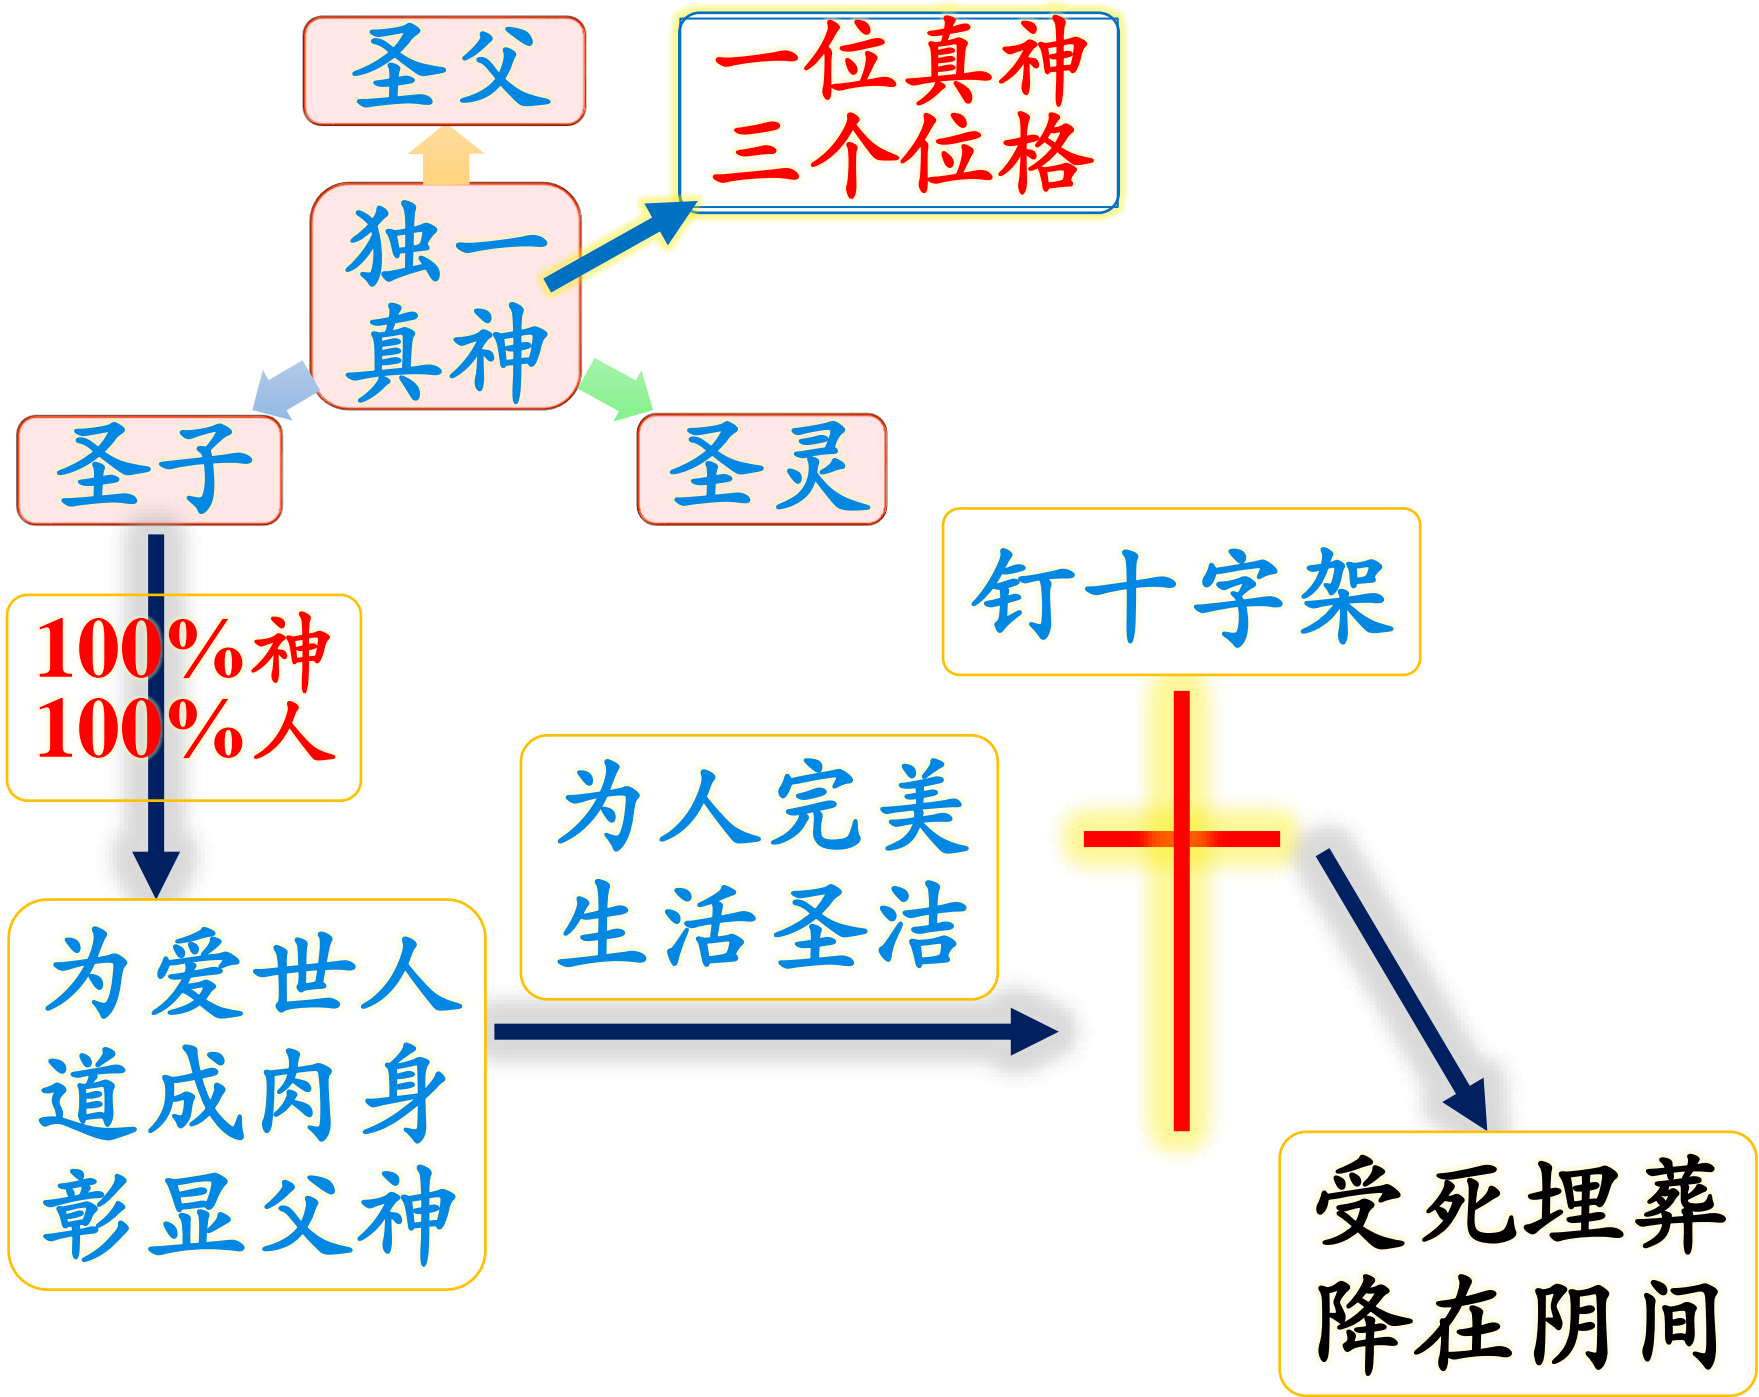 圣父
一位真神
三个位格
独一
真神
圣子
圣灵
100%神
100%人
钉十字架
为人完美
生活圣洁
为爱世人
道成肉身
彰显父神
受死埋葬
降在阴间